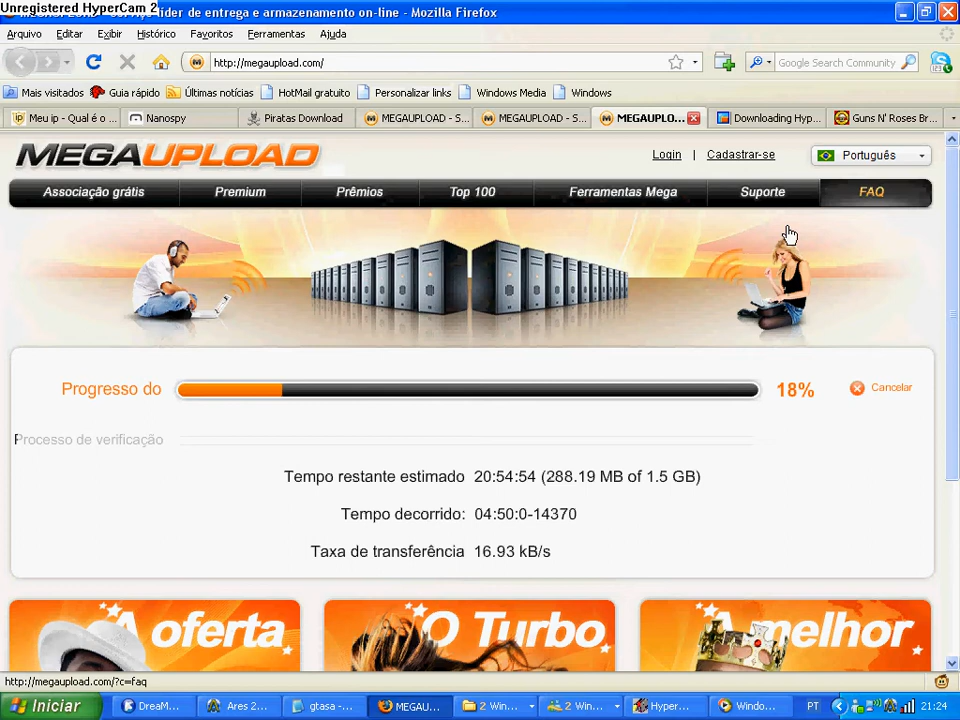 Unregistered HyperCam 2
líder de entrega e armazenamento on-line - Mozilla Firefox
Arquivo Editar Exibir Histórico Favoritos Ferramentas Ajuda
http://megaupload.com/
Google Search Community
Mais visitados Guia rápido Últimas notícias HotMail gratuito Personalizar links Windows Media Windows
Meu ip - Qual é o ... Nanospy Piratas Download MEGAUPLOAD - S... MEGAUPLOAD - S... MEGAUPLO... Downloading Hyp... Guns N' Roses Br...
MEGAUPLOAD
Login | Cadastrar-se Português
Associação grátis Premium Prêmios Top 100 Ferramentas Mega Suporte FAQ
Progresso do 18% Cancelar
Processo de verificação
Tempo restante estimado 20:54:54 (288.19 MB of 1.5 GB)
Tempo decorrido: 04:50:0-14370
Taxa de transferência 16.93 kB/s
A oferta O Turbo A melhor
http://megaupload.com/?c=faq
Iniciar DreaM... Ares 2... gtasa -... MEGAU... 2 Win... 2 Win... Hyper... Windo... PT 21:24